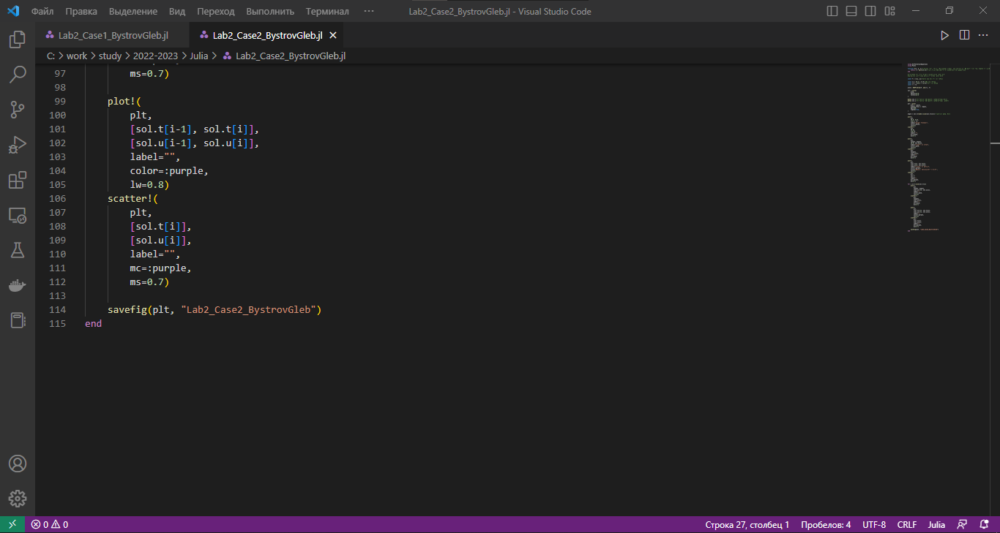 Файл Правка Выделение Вид Переход Выполнить Терминал ··· Lab2_Case2_BystrovGleb.jl - Visual Studio Code
Lab2_Case1_BystrovGleb.jl Lab2_Case2_BystrovGleb.jl
C: > work > study > 2022-2023 > Julia > Lab2_Case2_BystrovGleb.jl
97 ms=0.7)
98
99 plot!(
100 plt,
101 [sol.t[i-1], sol.t[i]],
102 [sol.u[i-1], sol.u[i]],
103 label="",
104 color=:purple,
105 lw=0.8)
106 scatter!(
107 plt,
108 [sol.t[i]],
109 [sol.u[i]],
110 label="",
111 mc=:purple,
112 ms=0.7)
113
114 savefig(plt, "Lab2_Case2_BystrovGleb")
115 end
0 0 Строка 27, столбец 1 Пробелов: 4 UTF-8 CRLF Julia